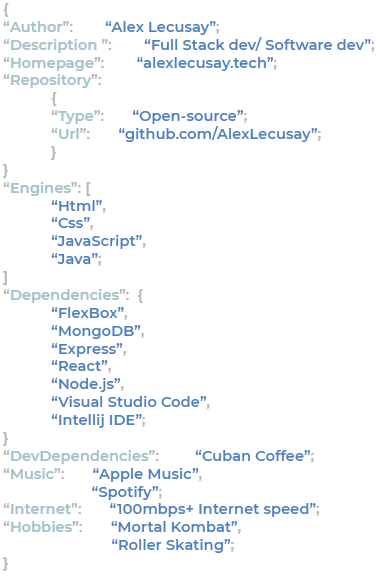 {
“Author”: “Alex Lecusay”;
“Description ”: “Full Stack dev/ Software dev”;
“Homepage”: “alexlecusay.tech”;
“Repository”:
{
“Type”: “Open-source”;
“Url”: “github.com/AlexLecusay”;
}
}
“Engines”: [
“Html”,
“Css”,
“JavaScript”,
“Java”;
]
“Dependencies”: {
“FlexBox”,
“MongoDB”,
“Express”,
“React”,
“Node.js”,
“Visual Studio Code”,
“Intellij IDE”;
}
“DevDependencies”: “Cuban Coffee”;
“Music”: “Apple Music”,
“Spotify”;
“Internet”: “100mbps+ Internet speed”;
“Hobbies”: “Mortal Kombat”,
“Roller Skating”;
}